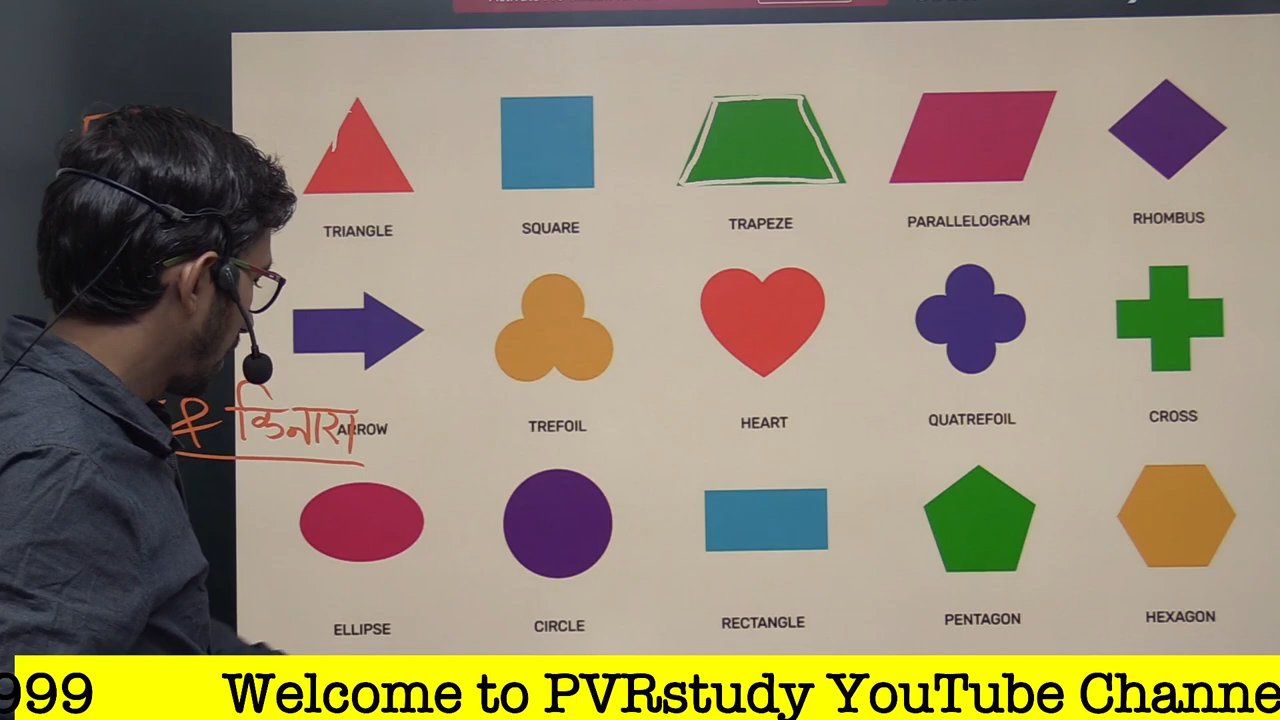 TRIANGLE SQUARE TRAPEZE PARALLELOGRAM RHOMBUS
ARROW TREFOIL HEART QUATREFOIL CROSS
& किनारा
ELLIPSE CIRCLE RECTANGLE PENTAGON HEXAGON
999 Welcome to PVRstudy YouTube Channe